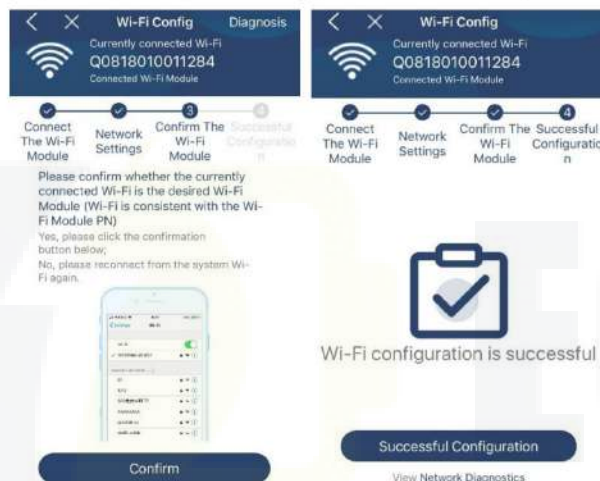 Wi-Fi Config
Diagnosis
Currently connected Wi-Fi
Q0818010011284
Connected Wi-Fi Module
3
4
Connect
The Wi-Fi
Module
Network
Settings
Confirm The
Wi-Fi
Module
Successful
Configuratio
n
Please confirm whether the currently
connected Wi-Fi is the desired Wi-
Fi Module (Wi-Fi is consistent with the Wi-
Fi Module PN)
Yes, please click the confirmation
button below;
No, please reconnect from the system Wi-
Fi again.
Confirm
Wi-Fi Config
Currently connected Wi-Fi
Q0818010011284
Connected Wi-Fi Module
4
Connect
The Wi-Fi
Module
Network
Settings
Confirm The
Wi-Fi
Module
Successful
Configuratio
n
Wi-Fi configuration is successful
Successful Configuration
View Network Diagnostics